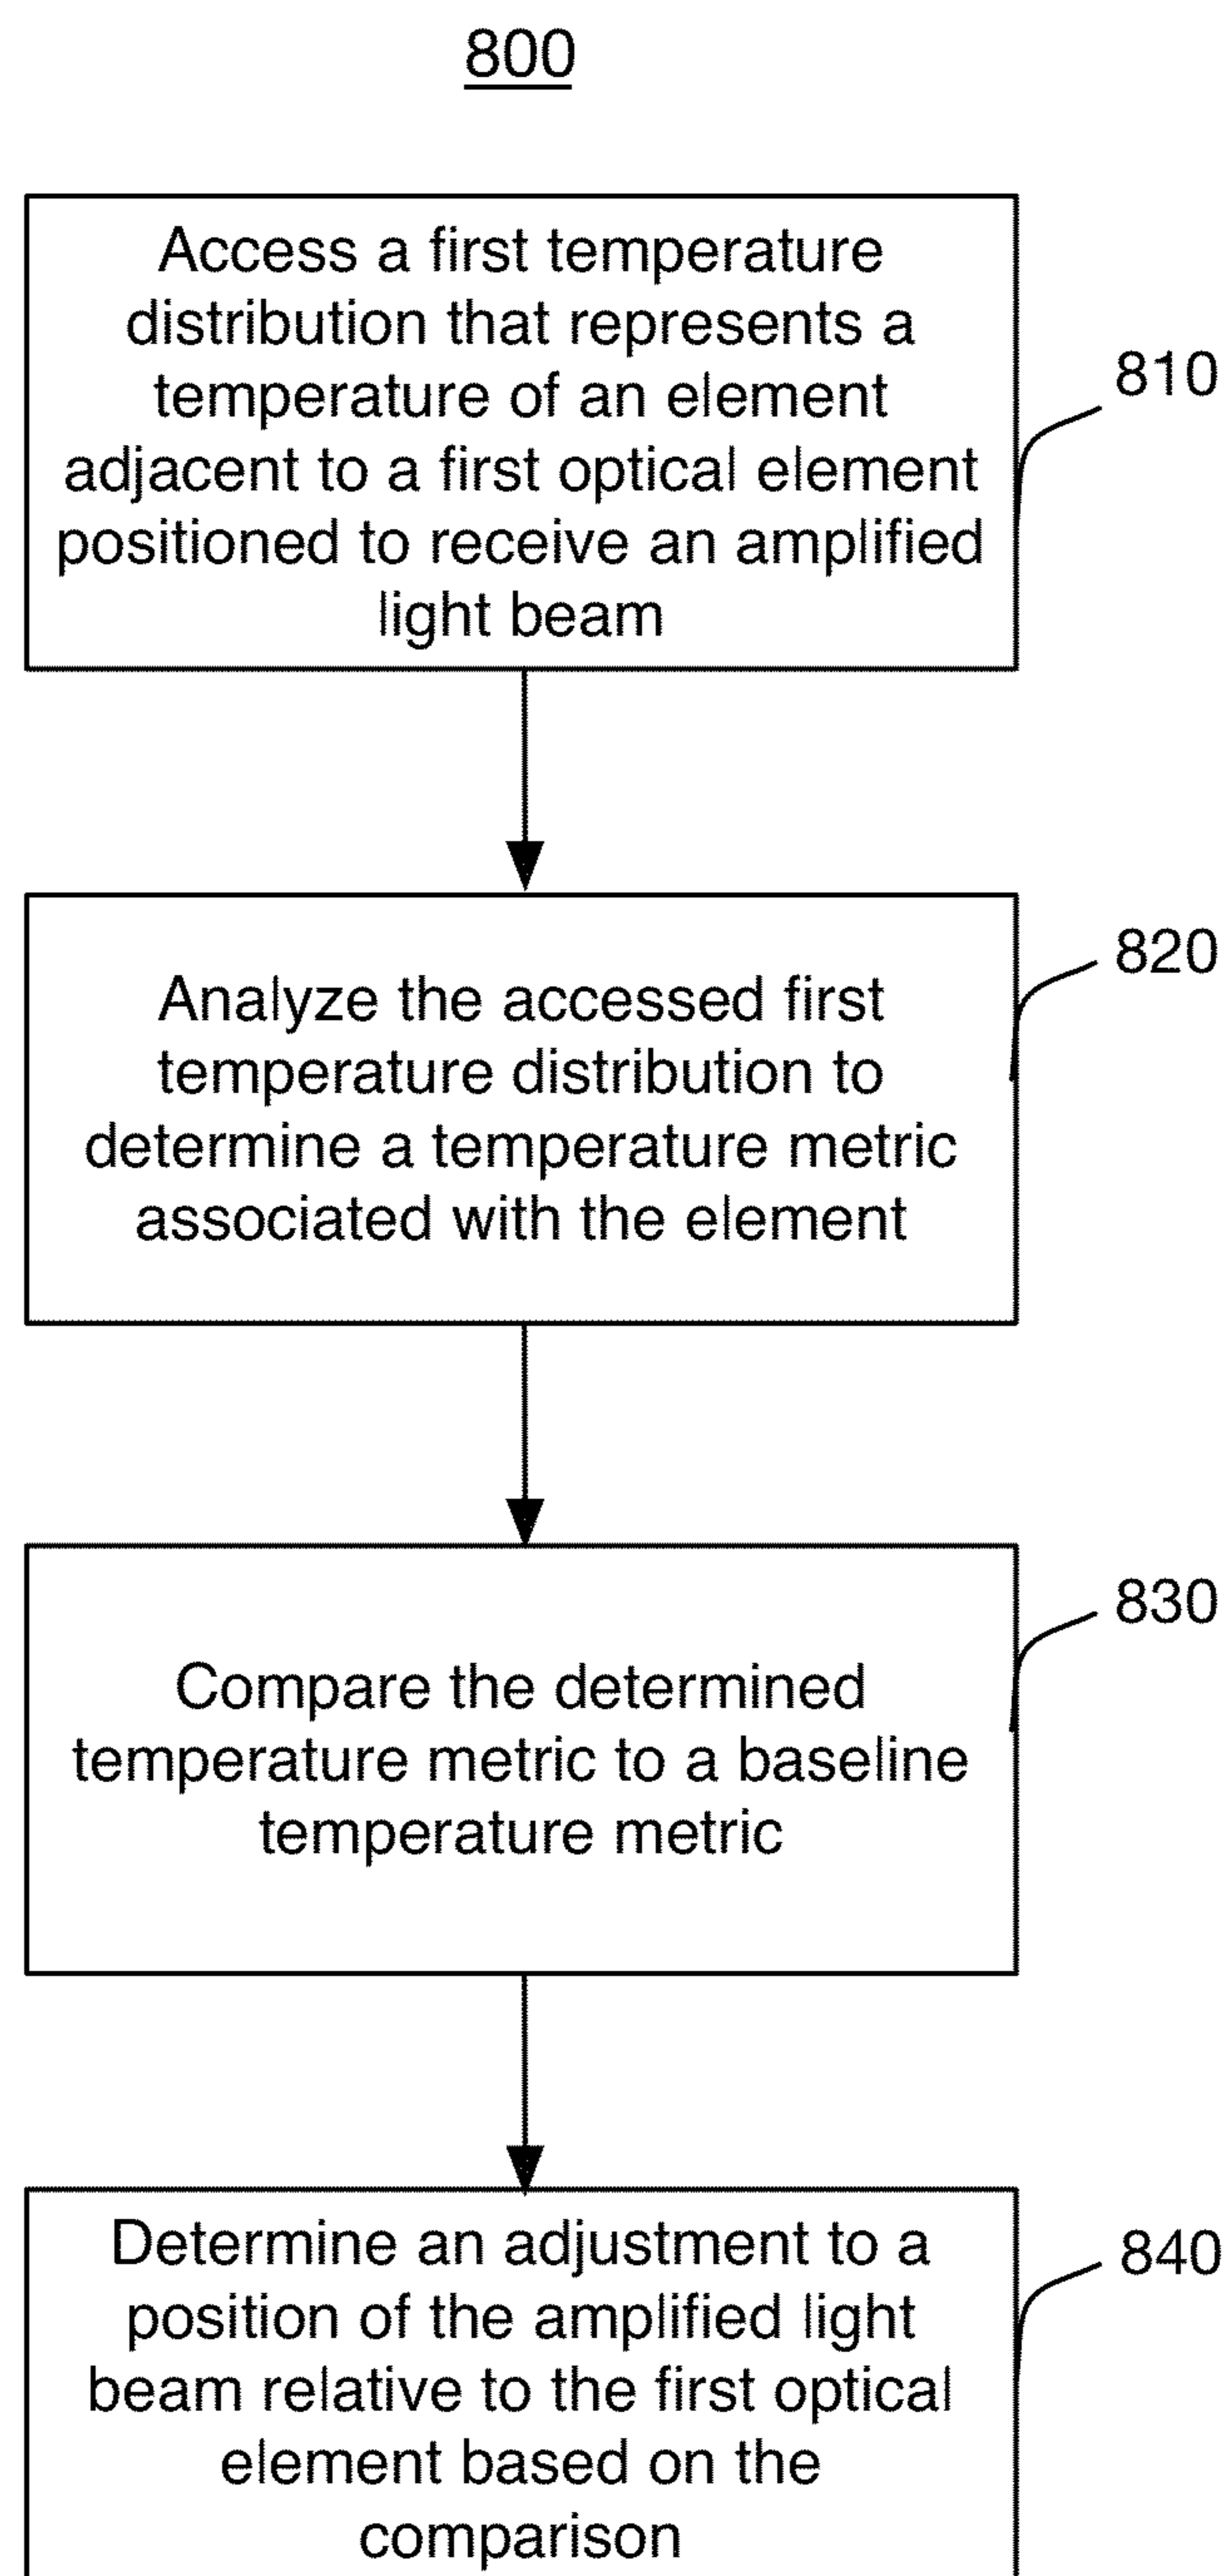 800
Access a first temperature
distribution that represents a
temperature of an element
adjacent to a first optical element
positioned to receive an amplified
light beam
810
Analyze the accessed first
temperature distribution to
determine a temperature metric
associated with the element
820
Compare the determined
temperature metric to a baseline
temperature metric
830
Determine an adjustment to a
position of the amplified light
beam relative to the first optical
element based on the
comparison
840